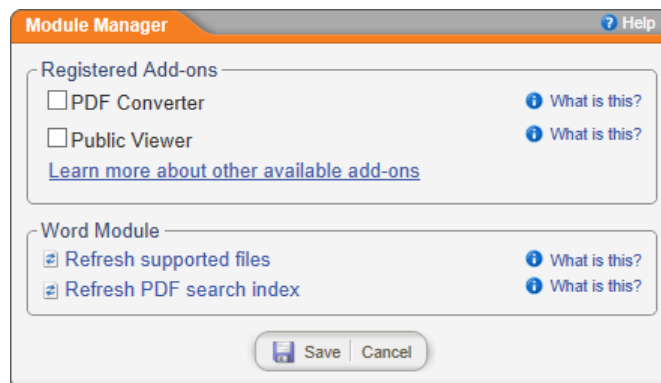 Module Manager Help
Registered Add-ons
PDF Converter What is this?
Public Viewer What is this?
Learn more about other available add-ons
Word Module
Refresh supported files What is this?
Refresh PDF search index What is this?
Save Cancel